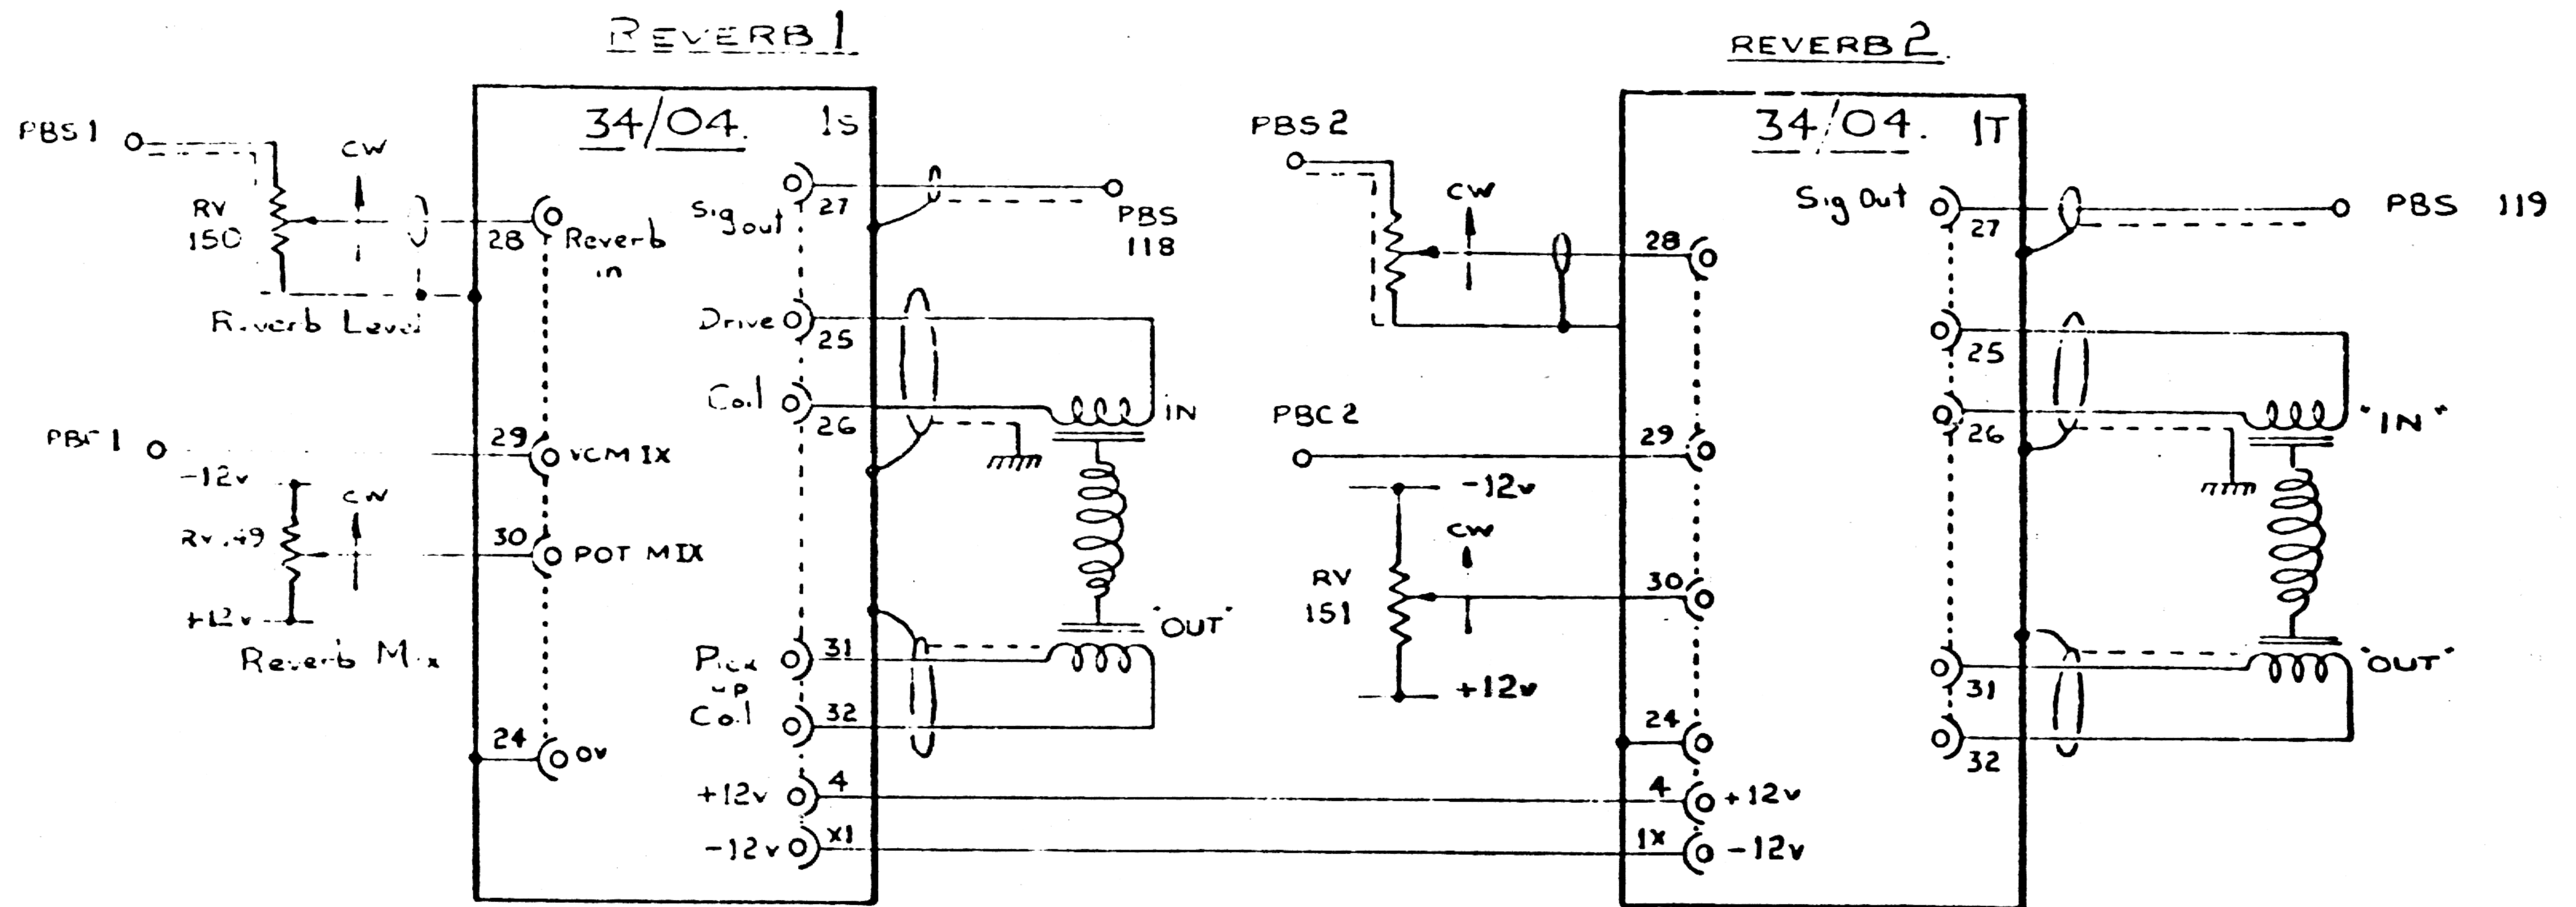 REVERB 1
34/04. 1S
PBS 1
CW
RV
150
28
Reverb
in
Reverb Level
Sig
out
27
PBS
118
Drive
25
Coil
26
IN
29
VCMIX
-12v
CW
30
POT MIX
+12v
Reverb Mix
Pick
up
Coil
31
32
"OUT"
24
0v
+12v
4
-12v
X1
REVERB 2.
34/04. 1T
PBS 2
CW
28
Sig Out
27
PBS 119
25
26
"IN"
PBC 2
29
-12v
CW
RV
151
30
+12v
31
"OUT"
32
24
4
+12v
1X
-12v